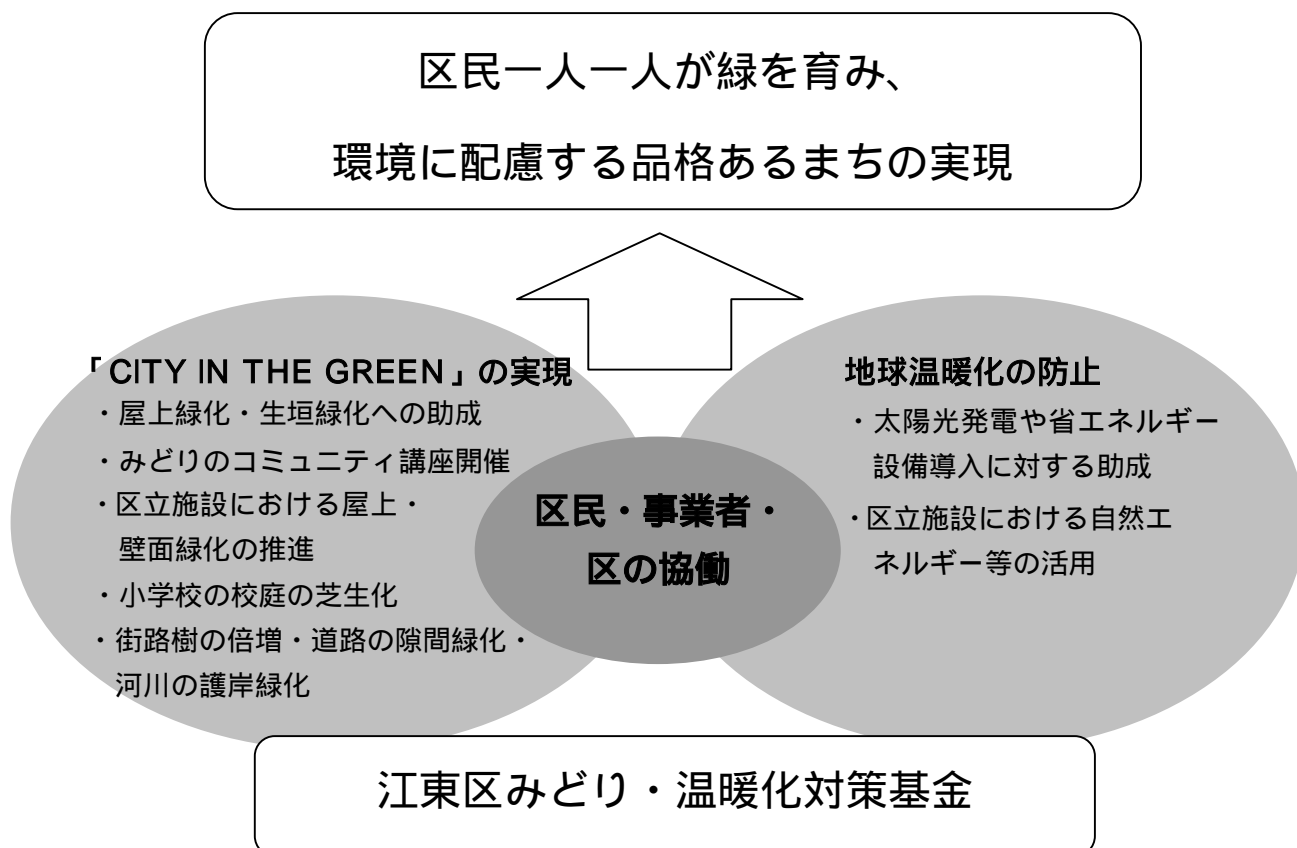 区民一人一人が緑を育み、
環境に配慮する品格あるまちの実現
「CITY IN THE GREEN」の実現
・屋上緑化・生垣緑化への助成
・みどりのコミュニティ講座開催
・区立施設における屋上・
壁面緑化の推進
・小学校の校庭の芝生化
・街路樹の倍増・道路の隙間緑化・
河川の護岸緑化
区民・事業者・
区の協働
地球温暖化の防止
・太陽光発電や省エネルギー
設備導入に対する助成
・区立施設における自然エ
ネルギー等の活用
江東区みどり・温暖化対策基金